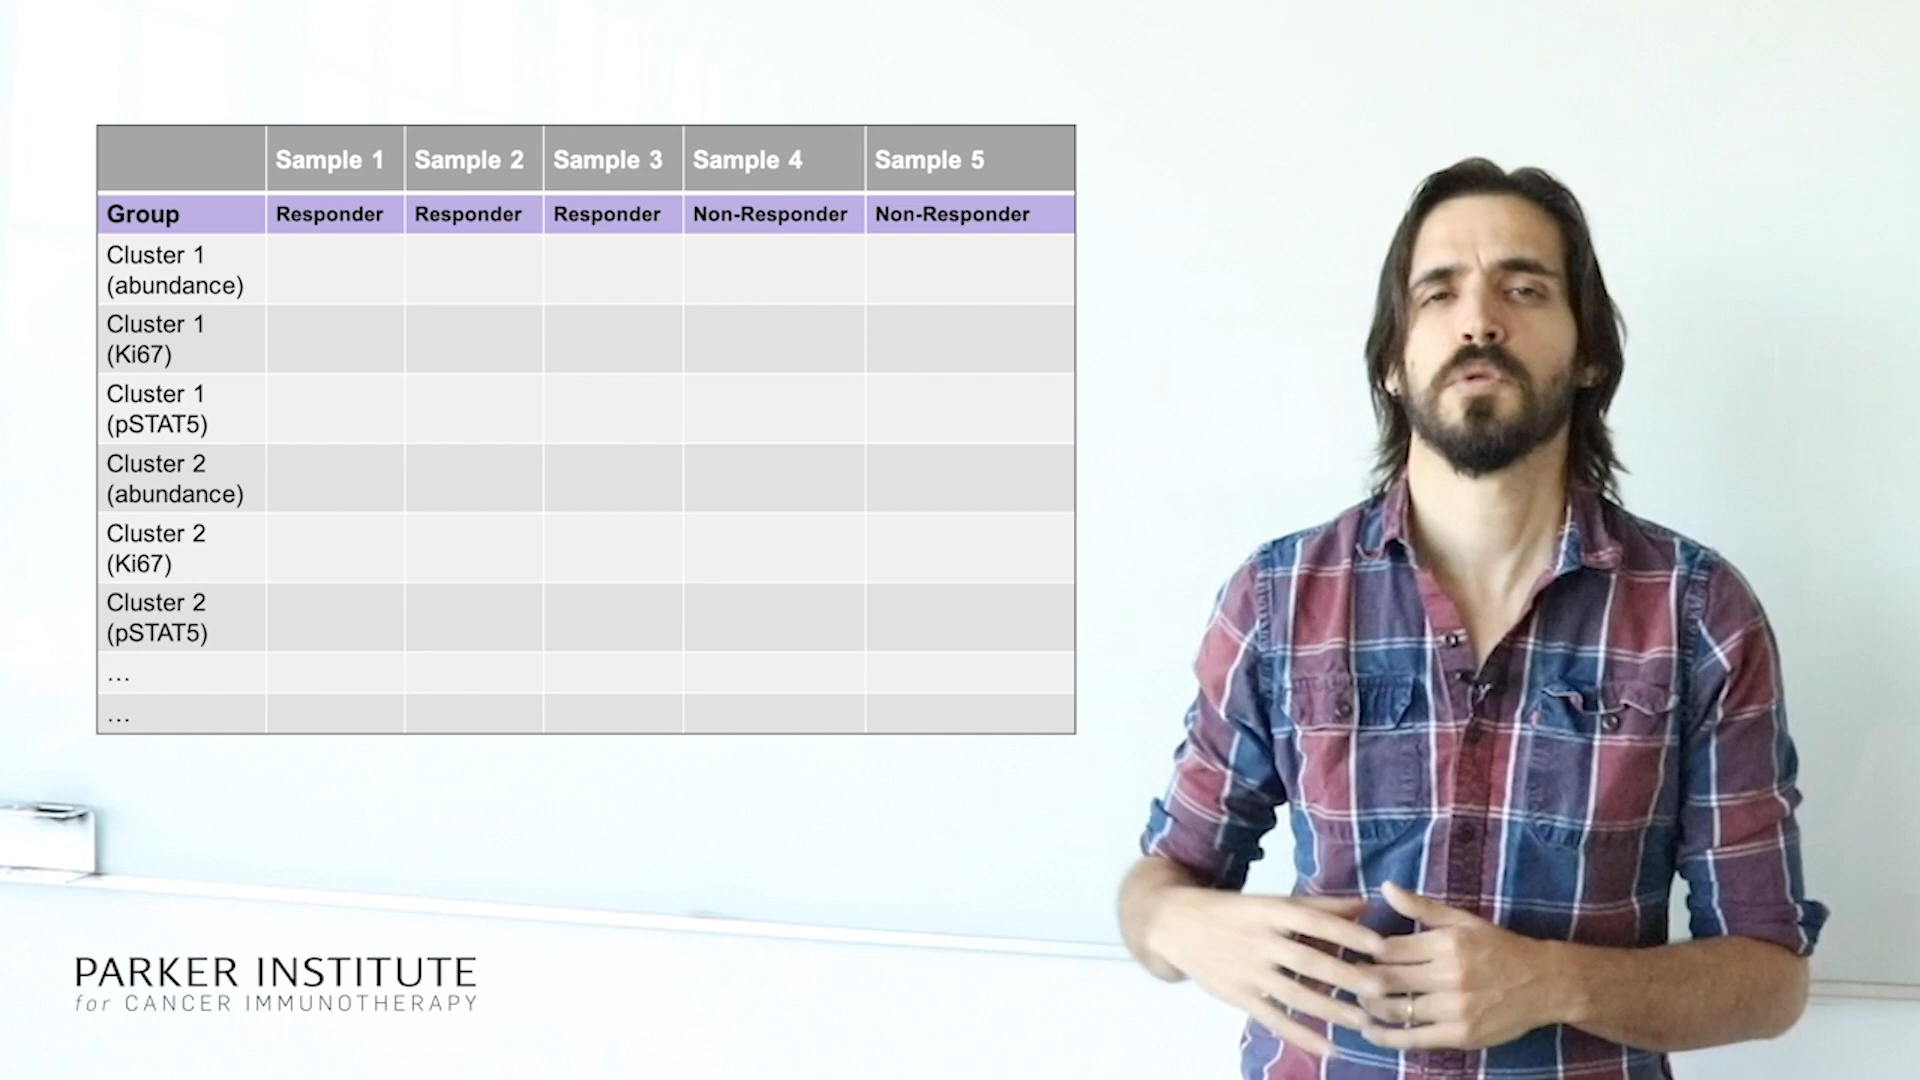 Sample 1 Sample 2 Sample 3 Sample 4 Sample 5
Group Responder Responder Responder Non-Responder Non-Responder
Cluster 1
(abundance)
Cluster 1
(Ki67)
Cluster 1
(pSTAT5)
Cluster 2
(abundance)
Cluster 2
(Ki67)
Cluster 2
(pSTAT5)
...
...
PARKER INSTITUTE
for CANCER IMMUNOTHERAPY